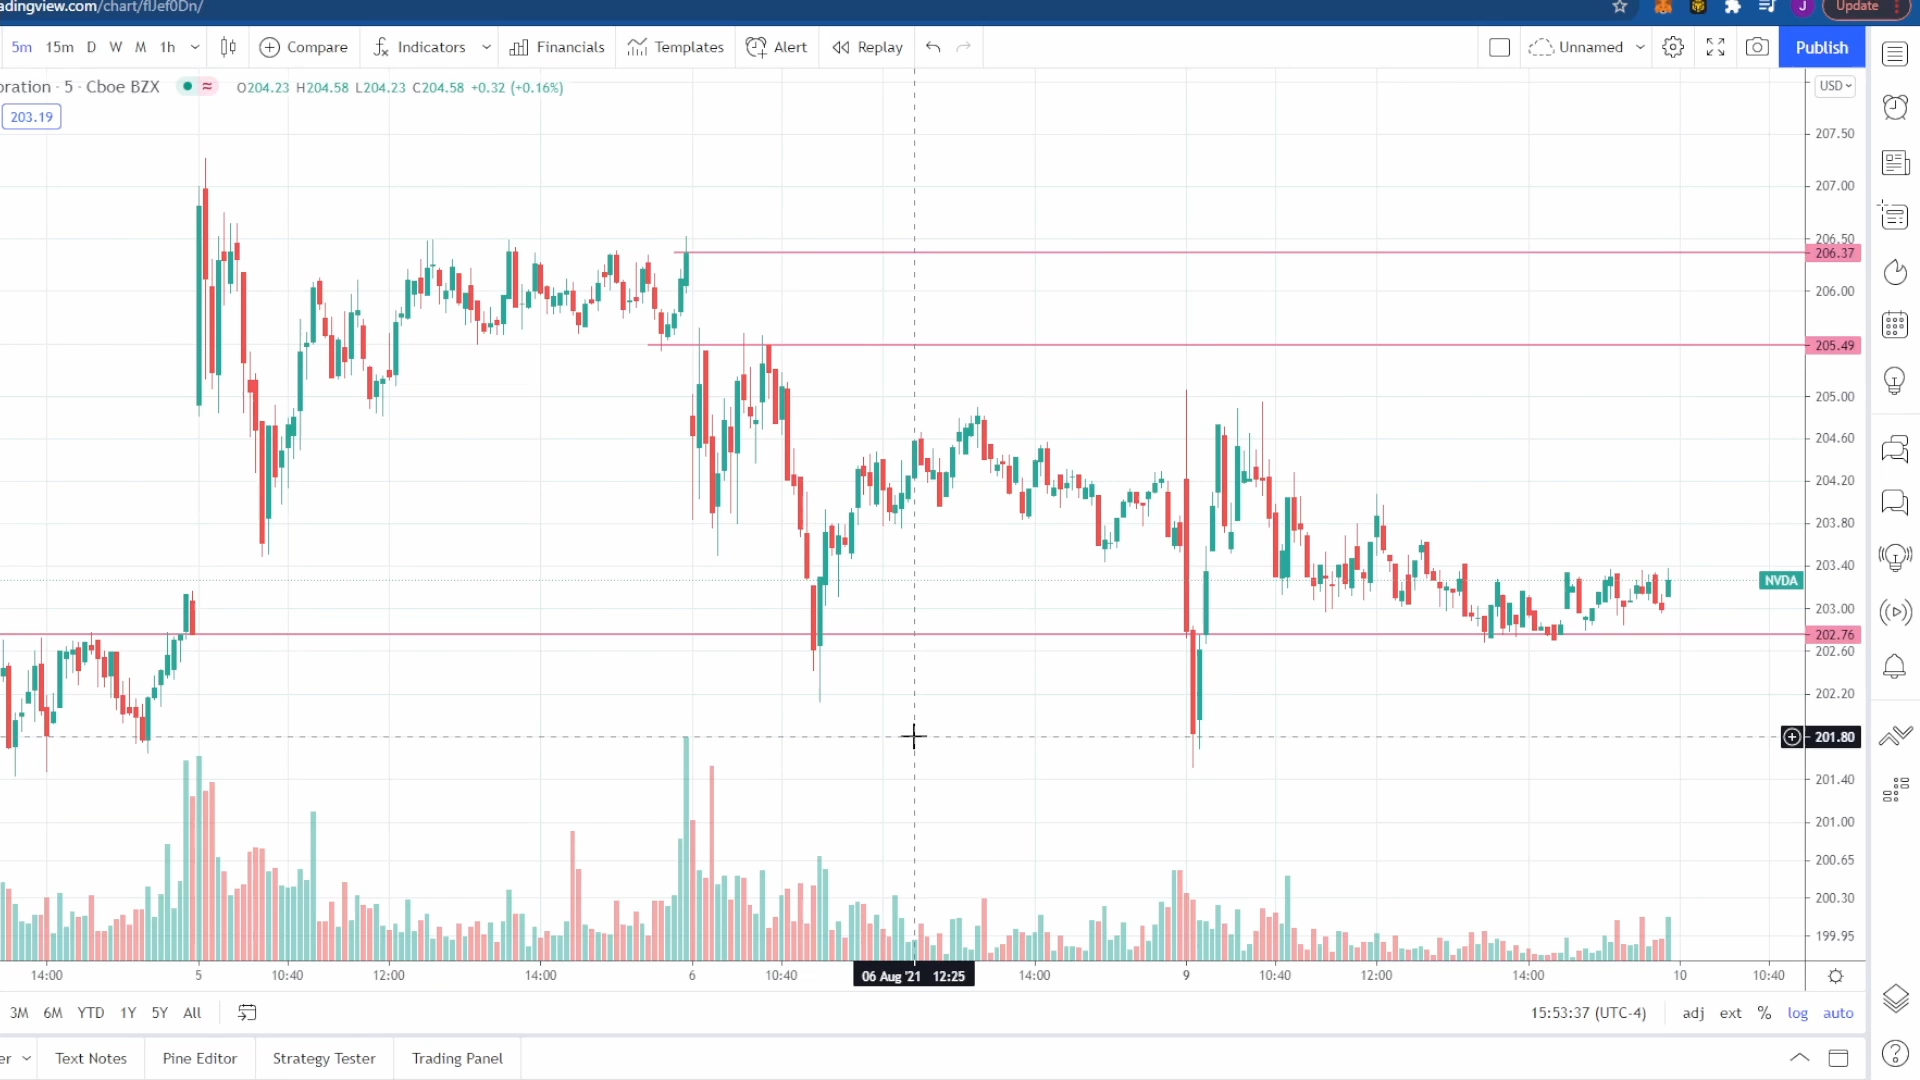 adingview.com/chart/flJef0Dn/
J Update
5m 15m D W M 1h Compare Indicators Financials Templates Alert Replay Unnamed Publish
oration · 5 · Cboe BZX O204.23 H204.58 L204.23 C204.58 +0.32 (+0.16%)
USD
203.19
207.50
207.00
206.50
206.37
206.00
205.49
205.00
204.60
204.20
203.80
203.40
NVDA
203.00
202.76
202.60
202.20
201.80
201.40
201.00
200.65
200.30
199.95
14:00 5 10:40 12:00 14:00 6 10:40 06 Aug '21 12:25 14:00 9 10:40 12:00 14:00 10 10:40
3M 6M YTD 1Y 5Y All 15:53:37 (UTC-4) adj ext % log auto
er Text Notes Pine Editor Strategy Tester Trading Panel